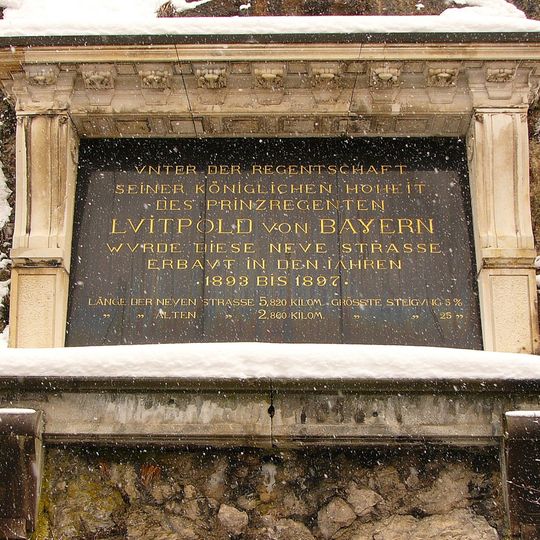 VNTER DER REGENTSCHAFT
SEINER KÖNIGLICHEN HOHEIT
DES PRINZREGENTEN
LVITPOLD VON BAYERN
WVRDE DIESE NEVE STRASSE
ERBAVT IN DEN JAHREN
·1893 BIS 1897·
LÄNGE DER NEVEN STRASSE 5,820 KILOM. GRÖSSTE STEIGVNG 5 %
„ „ ALTEN „ 2,860 KILOM. „ „ 25 „